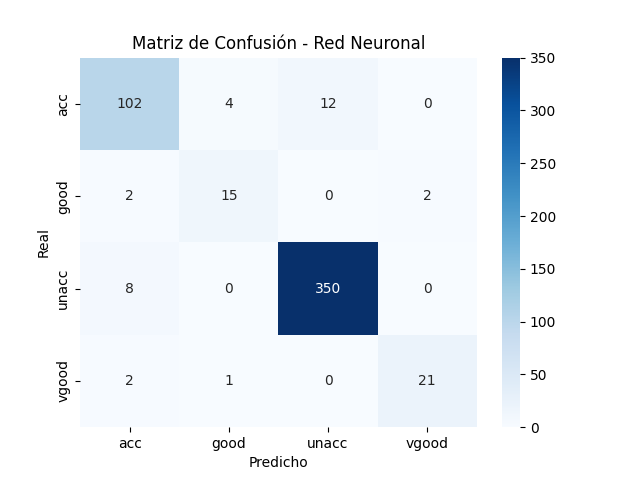 Matriz de Confusión - Red Neuronal
acc 102 4 12 0
good 2 15 0 2
unacc 8 0 350 0
vgood 2 1 0 21
acc good unacc vgood
Predicho
Real
350
300
250
200
150
100
50
0